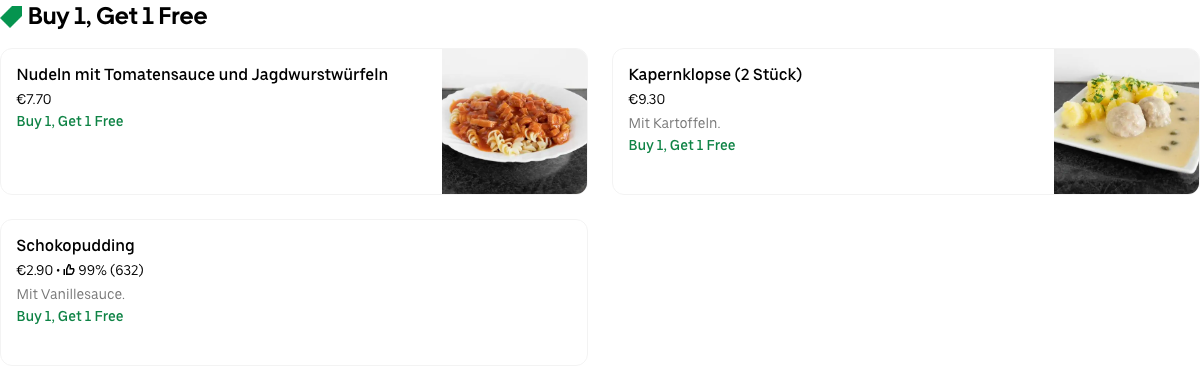 Buy 1, Get 1 Free
Nudeln mit Tomatensauce und Jagdwurstwürfeln
€7.70
Buy 1, Get 1 Free
Kapernklopse (2 Stück)
€9.30
Mit Kartoffeln.
Buy 1, Get 1 Free
Schokopudding
€2.90 • 99% (632)
Mit Vanillesauce.
Buy 1, Get 1 Free